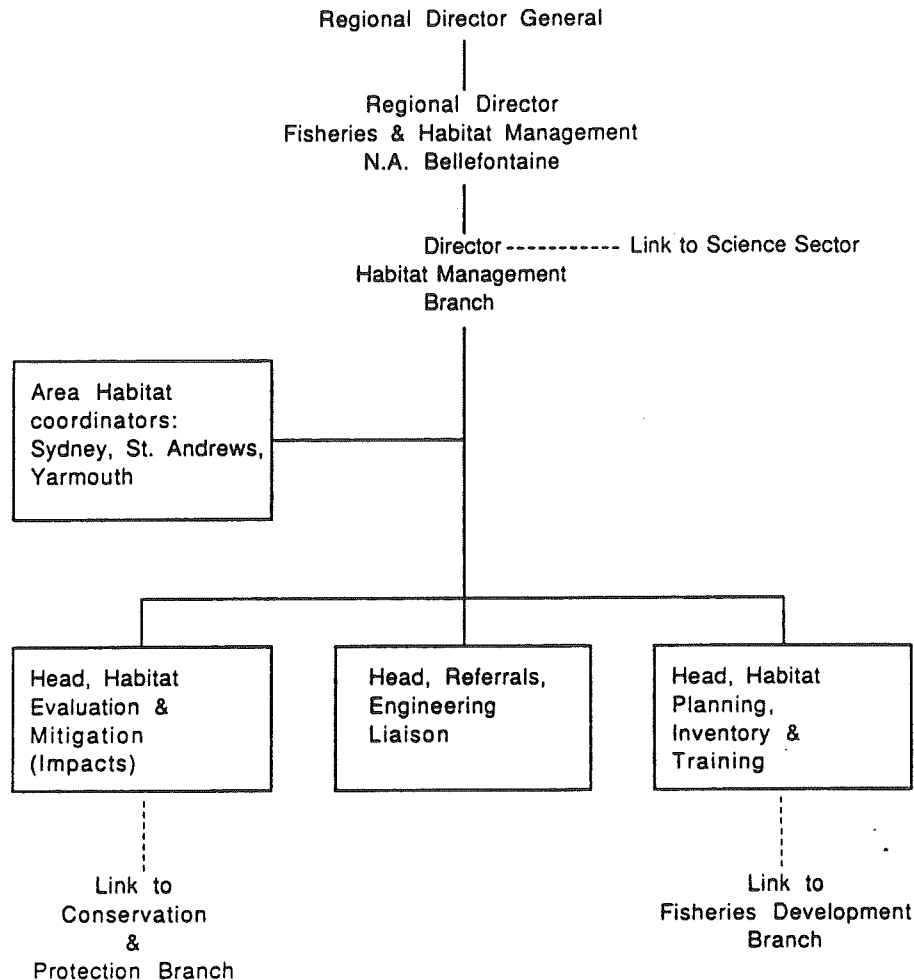 Regional Director General
Regional Director
Fisheries & Habitat Management
N.A. Bellefontaine
Director ----------- Link to Science Sector
Habitat Management
Branch
Area Habitat
coordinators:
Sydney, St. Andrews,
Yarmouth
Head, Habitat
Evaluation &
Mitigation
(Impacts)
Head, Referrals,
Engineering
Liaison
Head, Habitat
Planning,
Inventory &
Training
Link to
Conservation
&
Protection Branch
Link to
Fisheries Development
Branch